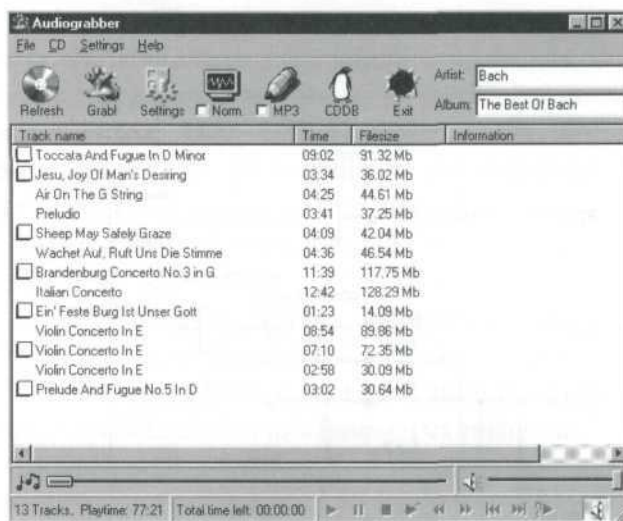 Audiograbber
File CD Settings Help
Refresh Grab! Settings Norm MP3 CDDB Exit
Artist: Bach
Album: The Best Of Bach
Track name Time Filesize Information
Toccata And Fugue In D Minor 09:02 91.32 Mb
Jesu, Joy Of Man's Desiring 03:34 36.02 Mb
Air On The G String 04:25 44.61 Mb
Preludio 03:41 37.25 Mb
Sheep May Safely Graze 04:09 42.04 Mb
Wachet Auf, Ruft Uns Die Stimme 04:36 46.54 Mb
Brandenburg Concerto No.3 in G 11:39 117.75 Mb
Italian Concerto 12:42 128.29 Mb
Ein' Feste Burg Ist Unser Gott 01:23 14.09 Mb
Violin Concerto In E 08:54 89.86 Mb
Violin Concerto In E 07:10 72.35 Mb
Violin Concerto In E 02:58 30.09 Mb
Prelude And Fugue No.5 In D 03:02 30.64 Mb
13 Tracks, Playtime: 77:21 Total time left: 00:00:00